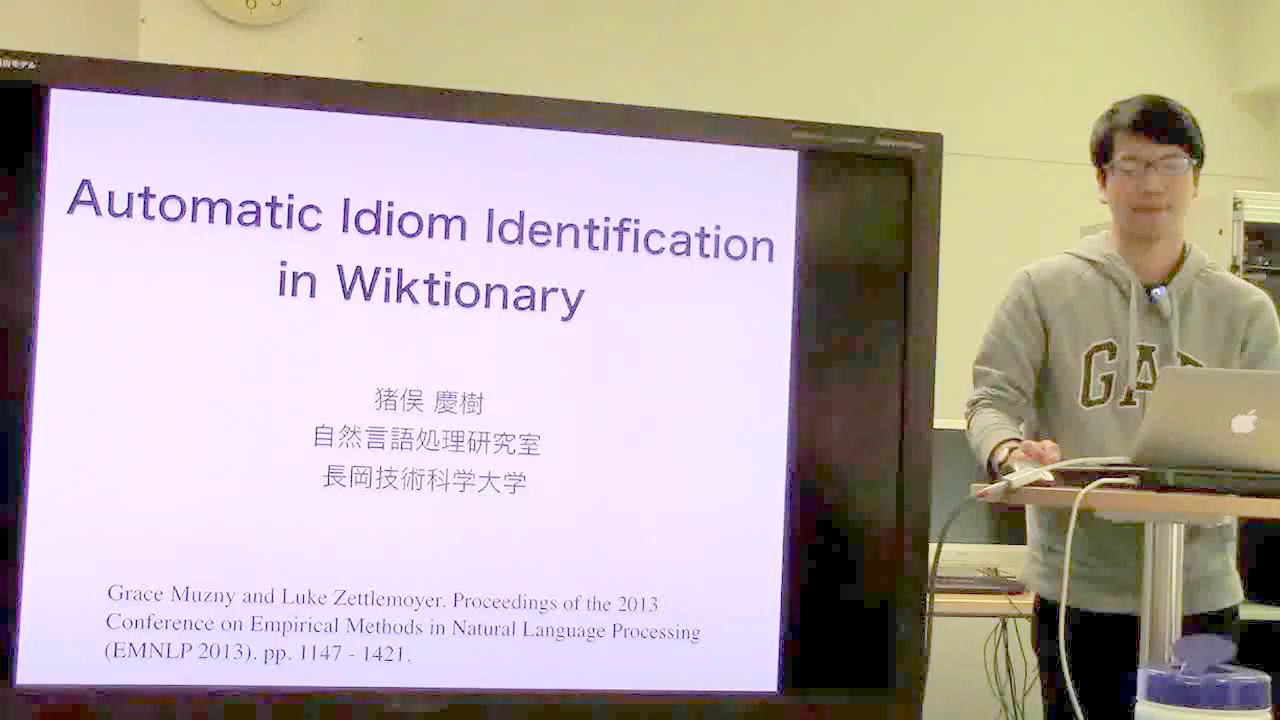 Automatic Idiom Identification
in Wiktionary
猪俣 慶樹
自然言語処理研究室
長岡技術科学大学
Grace Muzny and Luke Zettlemoyer. Proceedings of the 2013
Conference on Empirical Methods in Natural Language Processing
(EMNLP 2013). pp. 1147 - 1421.
GAP